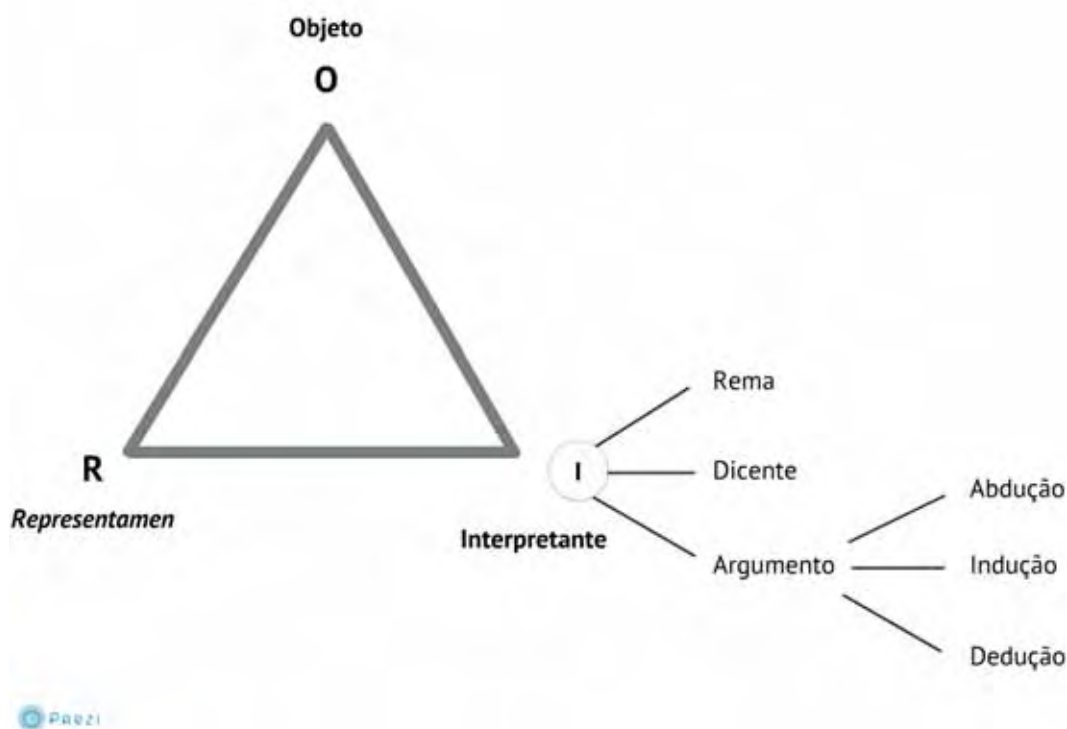 Objeto
O
Rema
R
I
Dicente
Abdução
Representamen
Interpretante
Argumento
Indução
Dedução
Prezi